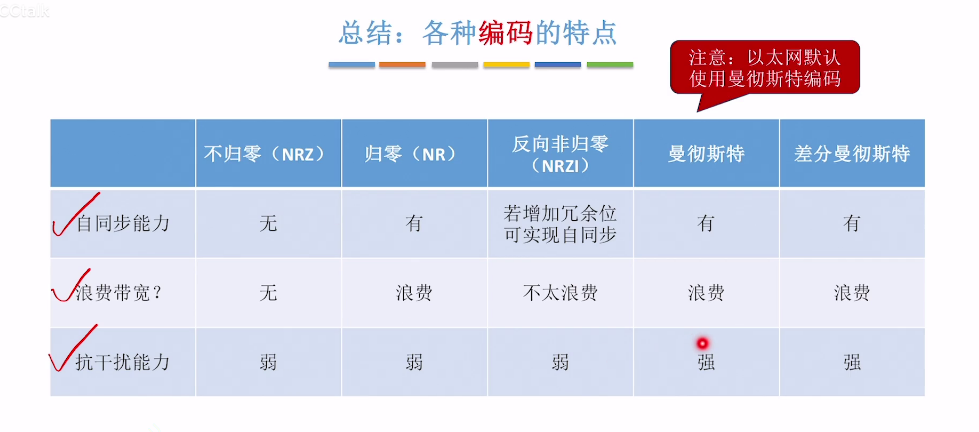 CCtalk
总结：各种编码的特点
注意：以太网默认
使用曼彻斯特编码
不归零（NRZ）
归零（NR）
反向非归零
（NRZI）
曼彻斯特
差分曼彻斯特
自同步能力
无
有
若增加冗余位
可实现自同步
有
有
浪费带宽？
无
浪费
不太浪费
浪费
浪费
抗干扰能力
弱
弱
弱
强
强